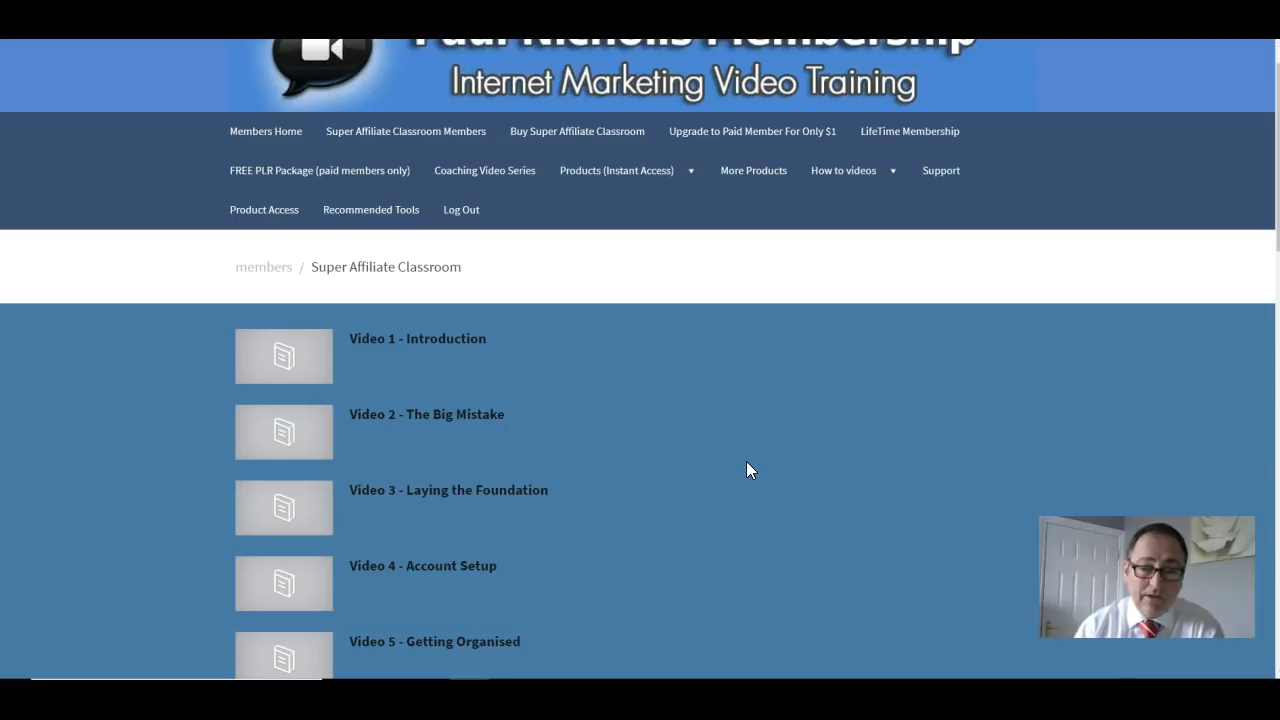 Paul Nicholls Membership
Internet Marketing Video Training
Members Home Super Affiliate Classroom Members Buy Super Affiliate Classroom Upgrade to Paid Member For Only $1 LifeTime Membership
FREE PLR Package (paid members only) Coaching Video Series Products (Instant Access) More Products How to videos Support
Product Access Recommended Tools Log Out
members / Super Affiliate Classroom
Video 1 - Introduction
Video 2 - The Big Mistake
Video 3 - Laying the Foundation
Video 4 - Account Setup
Video 5 - Getting Organised